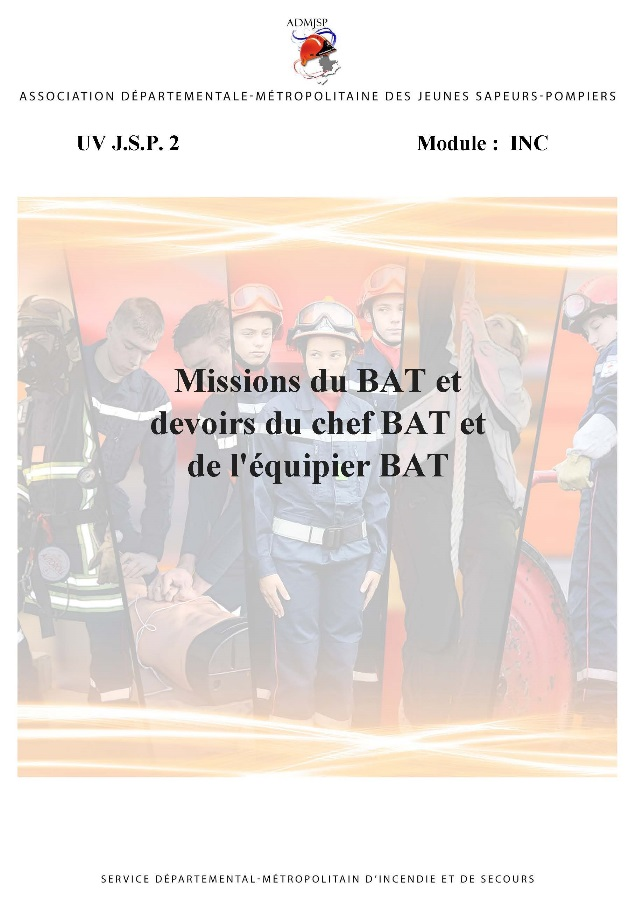 ADMJSP
ASSOCIATION DÉPARTEMENTALE-MÉTROPOLITAINE DES JEUNES SAPEURS-POMPIERS
UV J.S.P. 2 Module : INC
Missions du BAT et
devoirs du chef BAT et
de l'équipier BAT
SERVICE DÉPARTEMENTAL-MÉTROPOLITAIN D'INCENDIE ET DE SECOURS